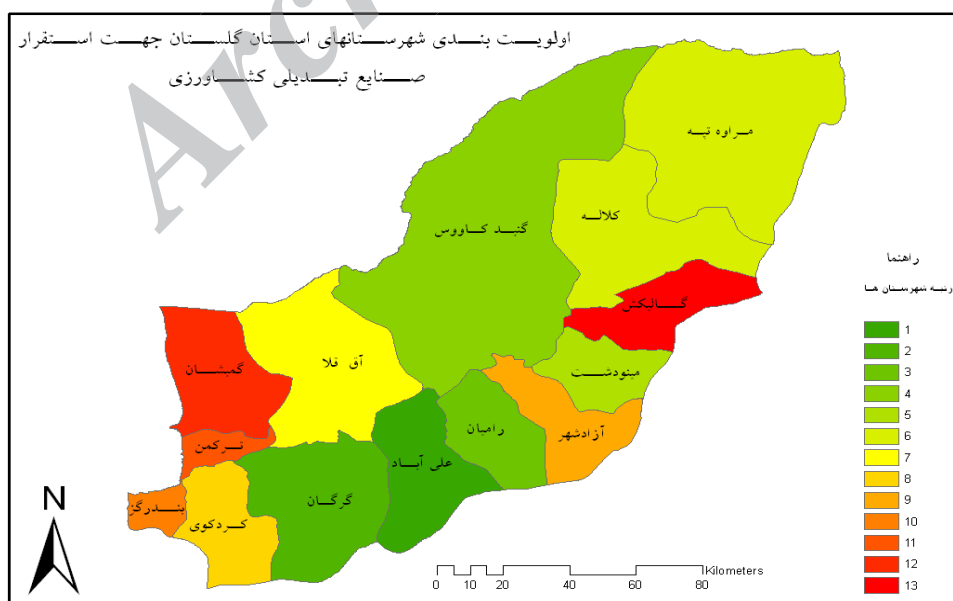 اولویت بندی شهرستانهای استان گلستان جهت استقرار
صنایع تبدیلی کشاورزی
Arc
مراوه تپه
کلاله
گنبد کاووس
گالیکش
مینودشت
آق قلا
گمیشان
رامیان
آزادشهر
ترکمن
علی آباد
گرگان
بندرگز
کردکوی
راهنما
رتبه شهرستان ها
1
2
3
4
5
6
7
8
9
10
11
12
13
N
0 10 20 40 60 80
Kilometers